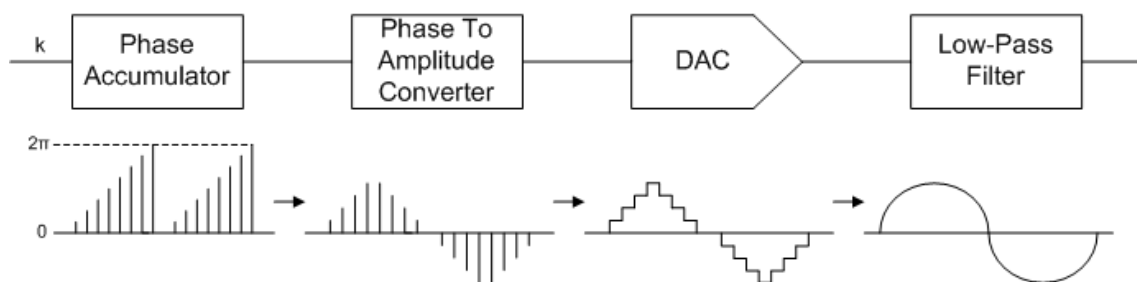 k
Phase
Accumulator
Phase To
Amplitude
Converter
DAC
Low-Pass
Filter
2π
0